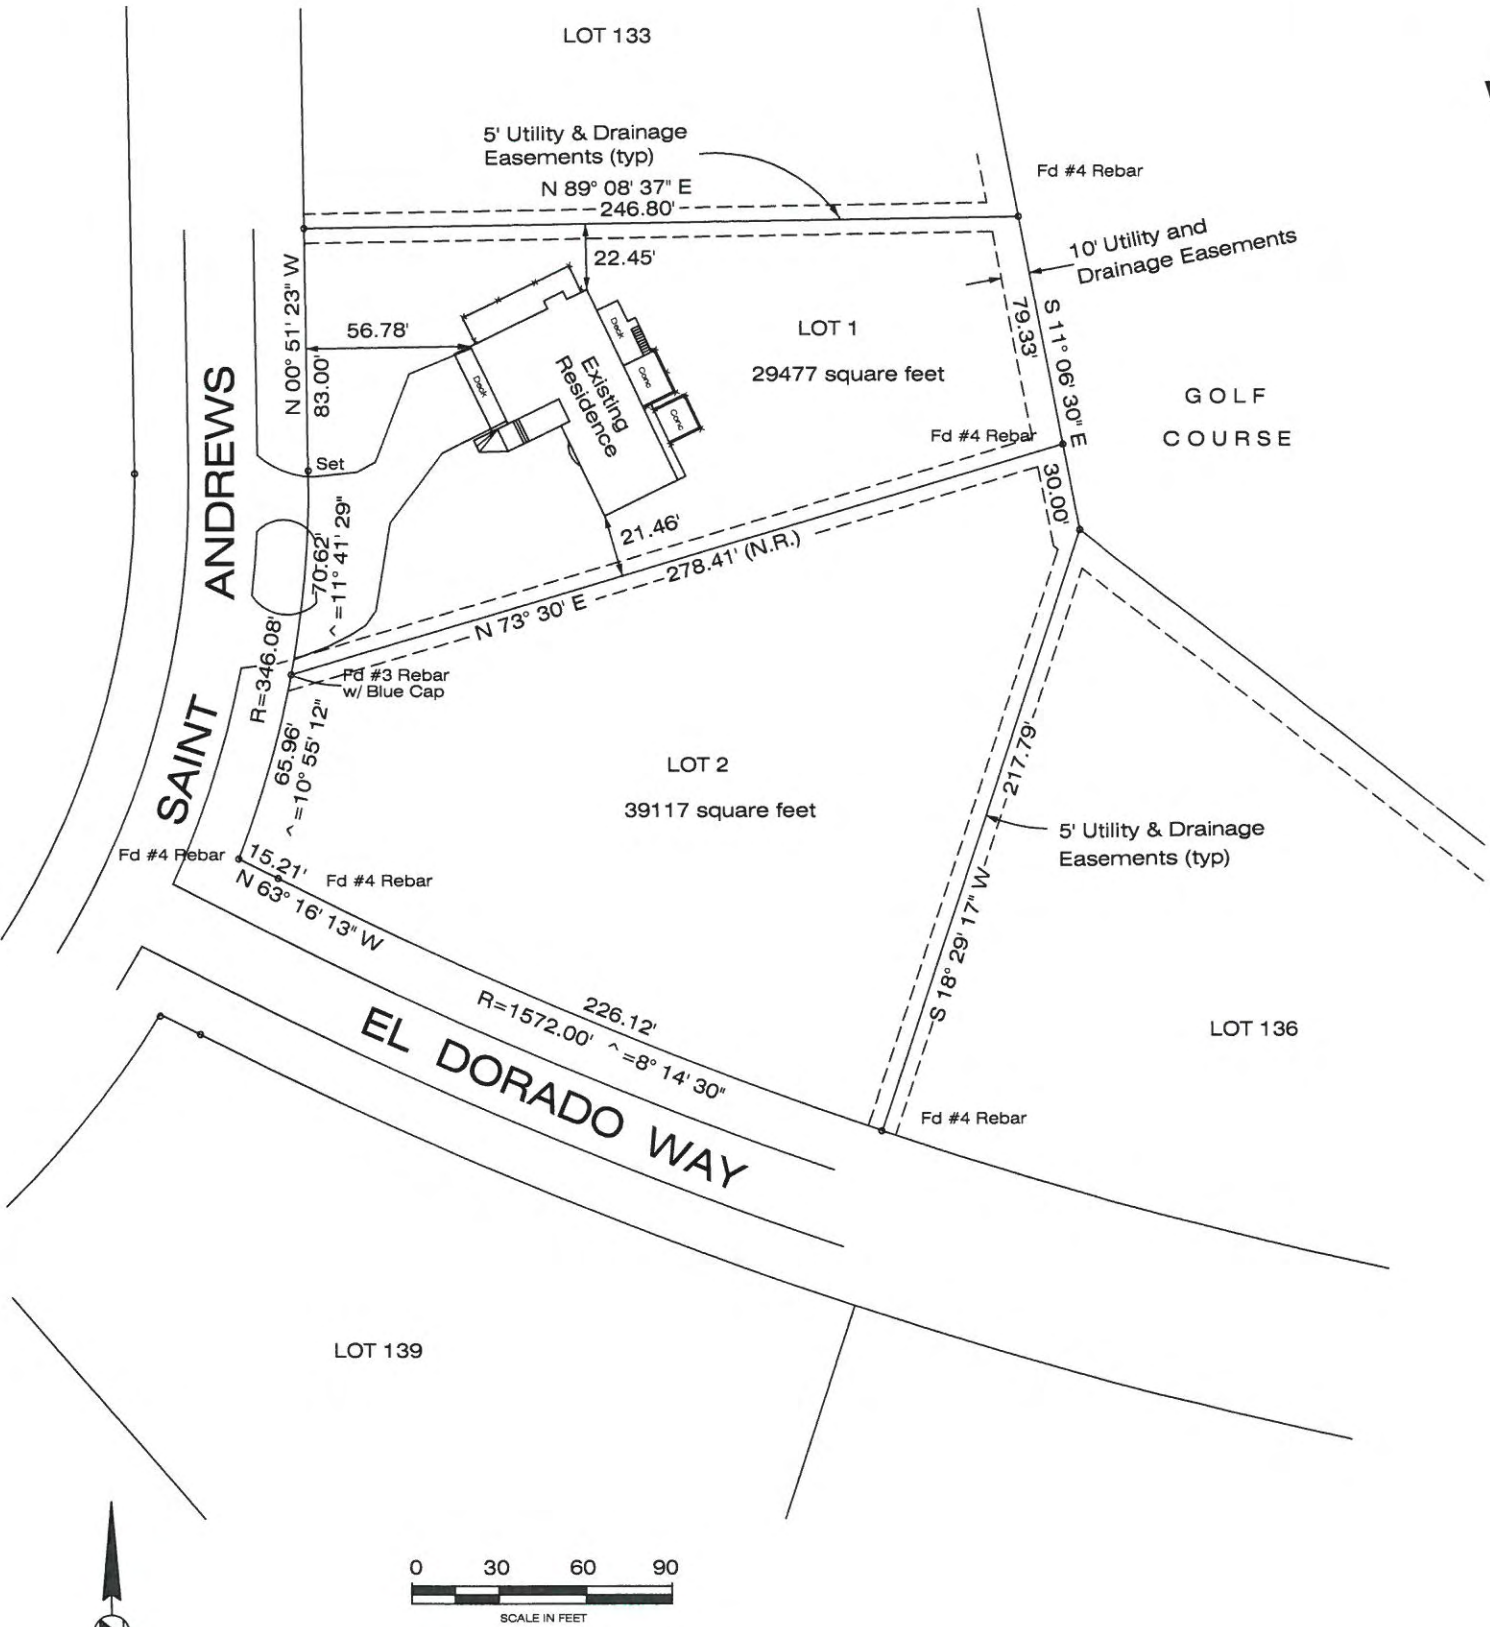 LOT 133
5' Utility & Drainage
Easements (typ)
N 89° 08' 37" E
246.80'
Fd #4 Rebar
10' Utility and
Drainage Easements
22.45'
N 00° 51' 23" W
83.00'
56.78'
Deck
Existing
Residence
Deck
Conc
Conc
LOT 1
29477 square feet
79.33'
S 11° 06' 30" E
GOLF
COURSE
Fd #4 Rebar
Set
30.00'
SAINT ANDREWS
70.62'
^=11° 41' 29"
21.46'
278.41' (N.R.)
N 73° 30' E
R=346.08'
Fd #3 Rebar
w/ Blue Cap
65.96'
^=10° 55' 12"
LOT 2
39117 square feet
217.79'
S 18° 29' 17" W
5' Utility & Drainage
Easements (typ)
Fd #4 Rebar
15.21'
N 63° 16' 13" W
Fd #4 Rebar
226.12'
R=1572.00' ^=8° 14' 30"
EL DORADO WAY
LOT 136
Fd #4 Rebar
LOT 139
0 30 60 90
SCALE IN FEET